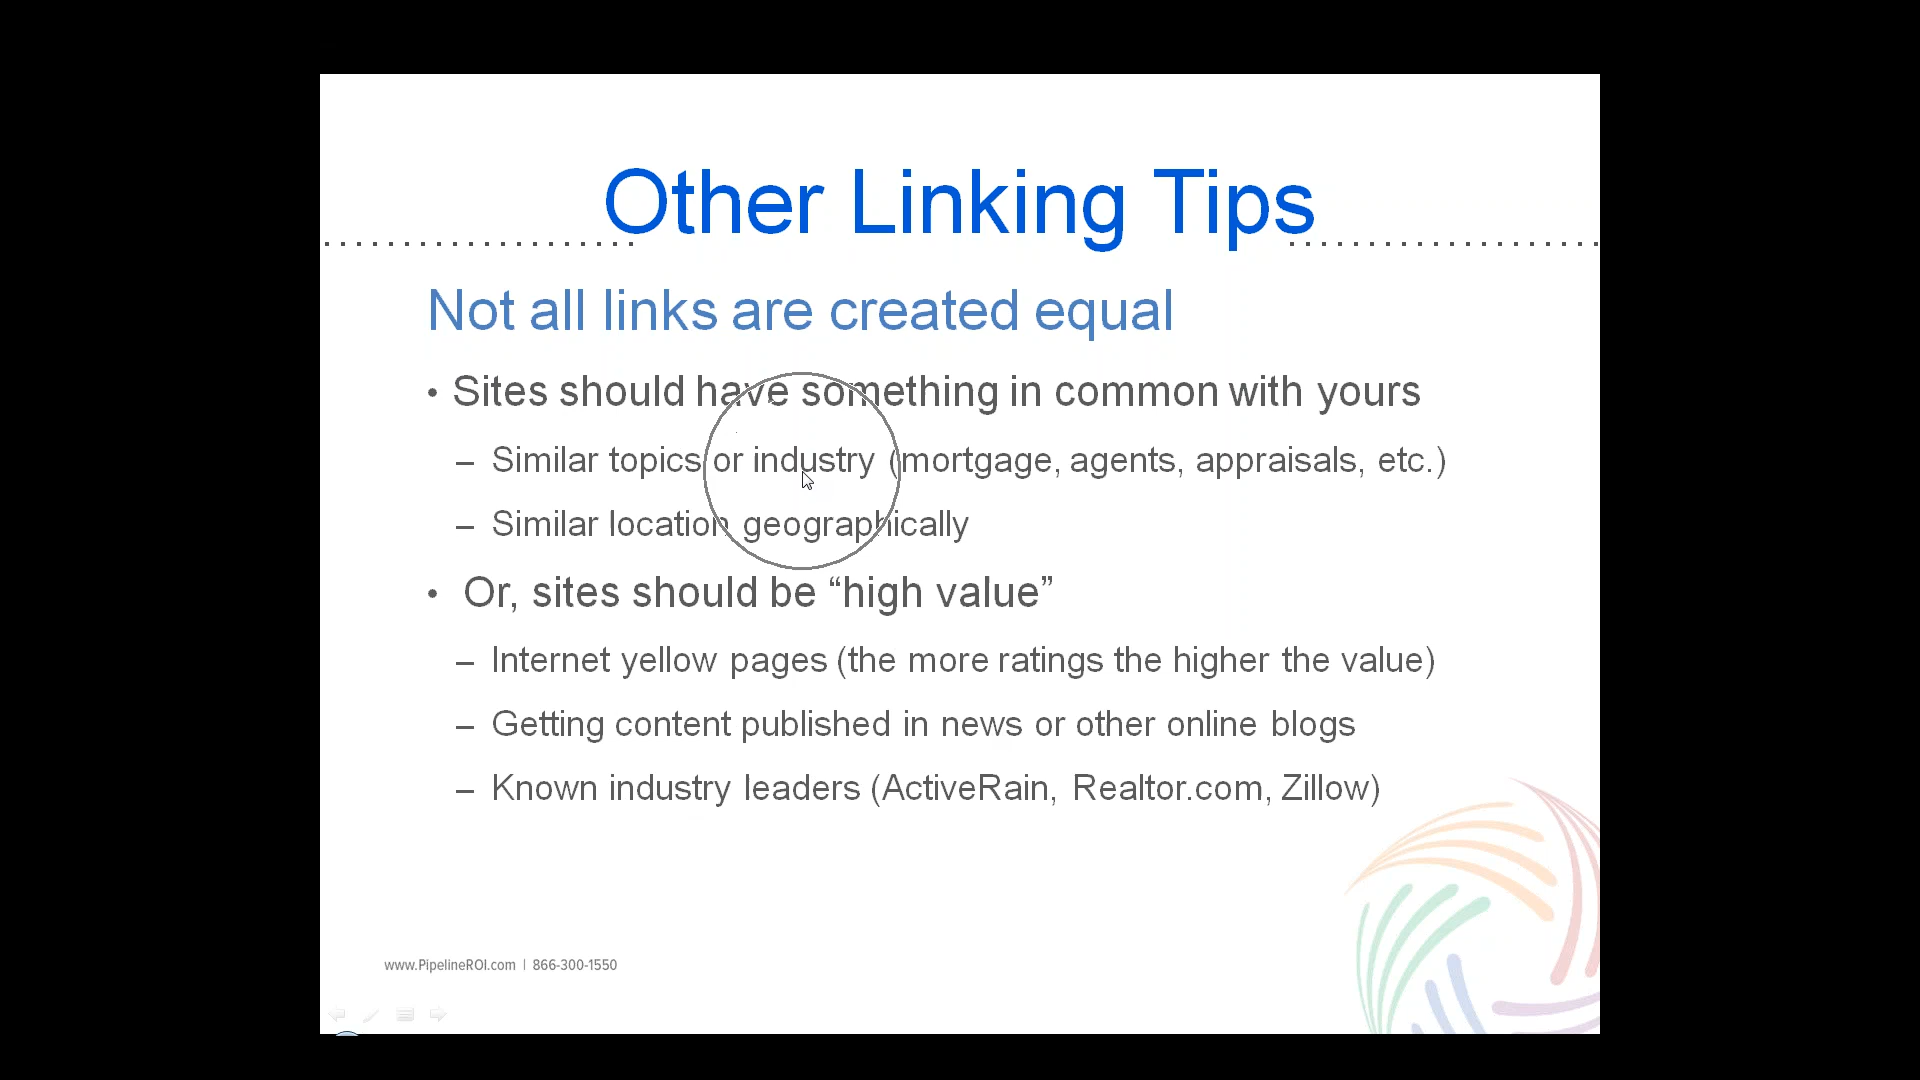 Other Linking Tips
Not all links are created equal
• Sites should have something in common with yours
– Similar topics or industry (mortgage, agents, appraisals, etc.)
– Similar location geographically
• Or, sites should be “high value”
– Internet yellow pages (the more ratings the higher the value)
– Getting content published in news or other online blogs
– Known industry leaders (ActiveRain, Realtor.com, Zillow)
www.PipelineROI.com | 866-300-1550